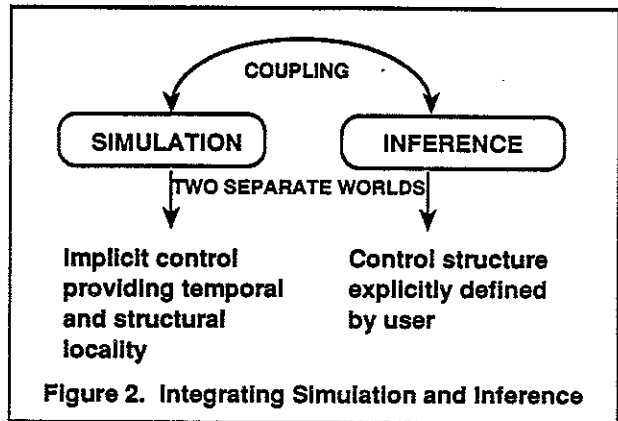 COUPLING
SIMULATION
INFERENCE
TWO SEPARATE WORLDS
Implicit control
providing temporal
and structural
locality
Control structure
explicitly defined
by user
Figure 2. Integrating Simulation and Inference